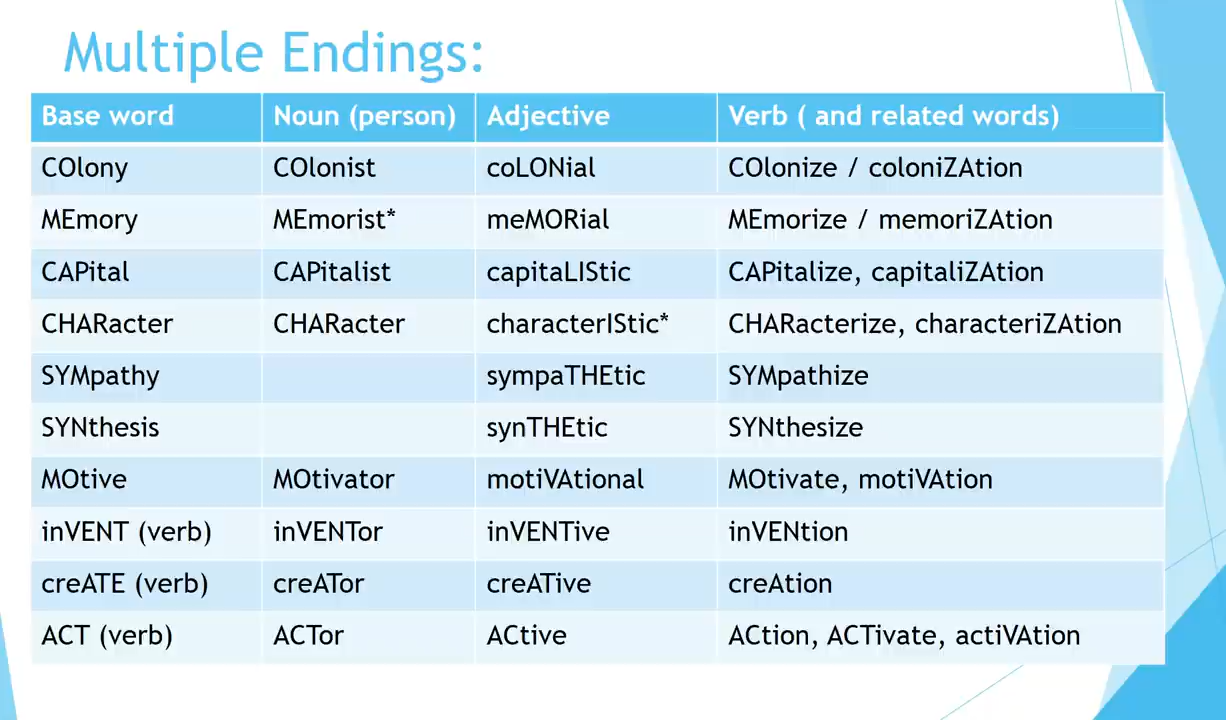 Multiple Endings:
Base word Noun (person) Adjective Verb ( and related words)
COlony COlonist coLONial COlonize / coloniZAtion
MEmory MEmorist* meMORial MEmorize / memoriZAtion
CAPital CAPitalist capitaLIStic CAPitalize, capitaliZAtion
CHARacter CHARacter characterIStic* CHARacterize, characteriZAtion
SYMpathy sympaTHEtic SYMpathize
SYNthesis synTHEtic SYNthesize
MOtive MOtivator motiVAtional MOtivate, motiVAtion
inVENT (verb) inVENTor inVENTive inVENtion
creATE (verb) creATor creATive creAtion
ACT (verb) ACTor ACtive ACtion, ACTivate, actiVAtion